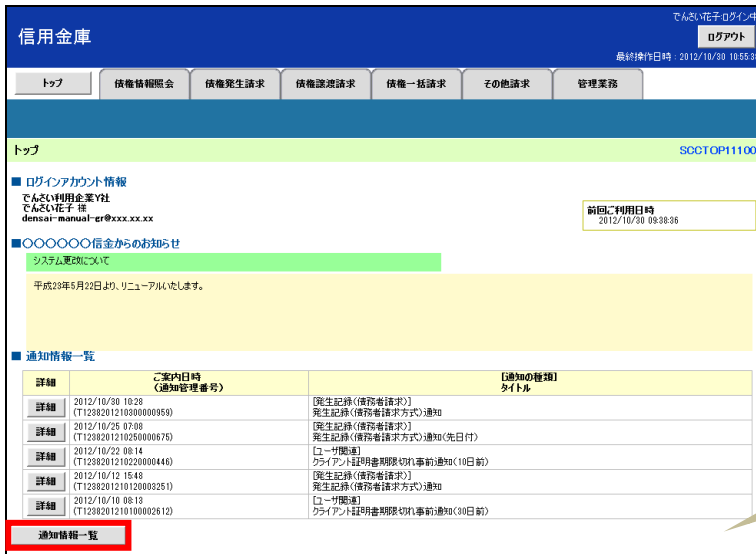 でんさい花子:ログイン中
信用金庫
ログアウト
最終操作日時:2012/10/30 10:55:3
トップ 債権情報照会 債権発生請求 債権譲渡請求 債権一括請求 その他請求 管理業務
トップ SCCTOP11100
■ ログインアカウント情報
でんさい利用企業Y社
でんさい花子 様
densai-manual-gr@xxx.xx.xx
前回ご利用日時
2012/10/30 09:38:36
■〇〇〇〇〇〇信金からのお知らせ
システム更改について
平成23年5月22日より、リニューアルいたします。
■ 通知情報一覧
詳細 ご案内日時 [通知の種類]
(通知管理番号) タイトル
詳細 2012/10/30 10:28 [発生記録(債務者請求)]
(T1238201210300000959) 発生記録(債務者請求方式)通知
詳細 2012/10/25 07:08 [発生記録(債務者請求)]
(T1238201210250000675) 発生記録(債務者請求方式)通知(先日付)
詳細 2012/10/22 08:14 [ユーザ関連]
(T1238201210220000446) クライアント証明書期限切れ事前通知(10日前)
詳細 2012/10/12 15:48 [発生記録(債務者請求)]
(T1238201210120003251) 発生記録(債務者請求方式)通知
詳細 2012/10/10 08:13 [ユーザ関連]
(T1238201210100002612) クライアント証明書期限切れ事前通知(30日前)
通知情報一覧